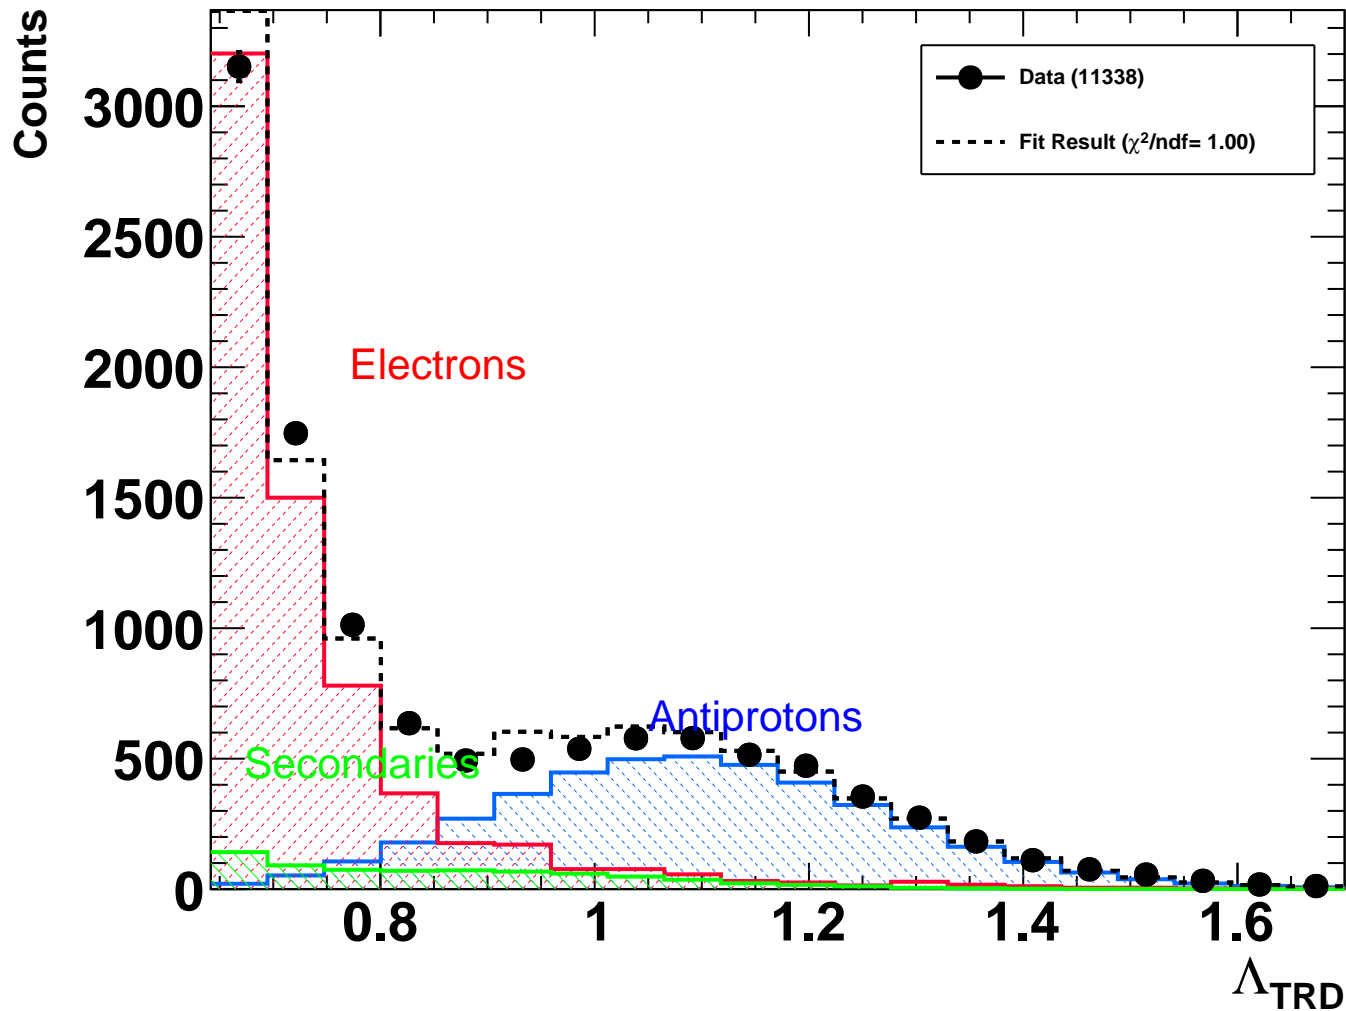 Counts
3000
2500
2000
1500
1000
500
0
Data (11338)
Fit Result (χ²/ndf= 1.00)
Electrons
Antiprotons
Secondaries
0.8 1 1.2 1.4 1.6
Λ_TRD